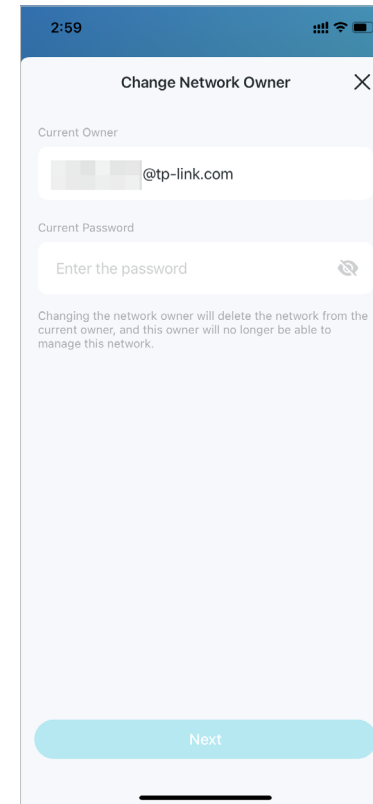 2:59
Change Network Owner
Current Owner
@tp-link.com
Current Password
Enter the password
Changing the network owner will delete the network from the
current owner, and this owner will no longer be able to
manage this network.
Next